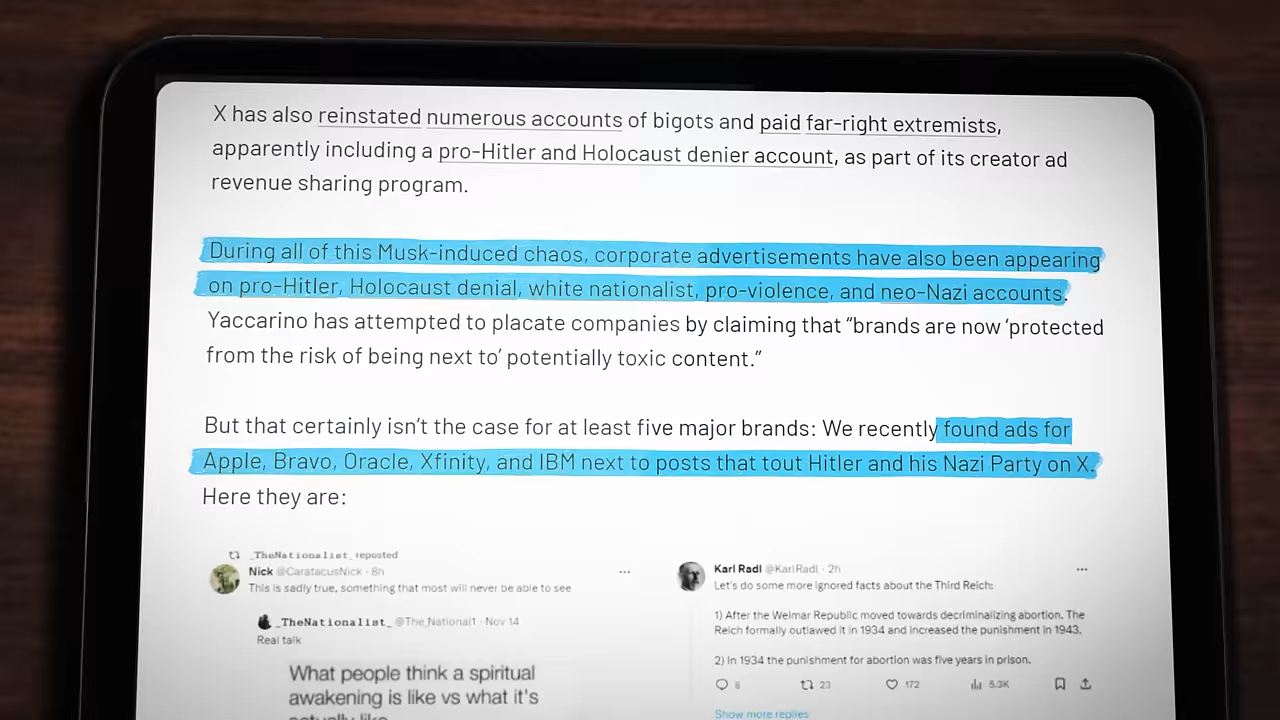 X has also reinstated numerous accounts of bigots and paid far-right extremists,
apparently including a pro-Hitler and Holocaust denier account, as part of its creator ad
revenue sharing program.
During all of this Musk-induced chaos, corporate advertisements have also been appearing
on pro-Hitler, Holocaust denial, white nationalist, pro-violence, and neo-Nazi accounts.
Yaccarino has attempted to placate companies by claiming that “brands are now ‘protected
from the risk of being next to’ potentially toxic content.”
But that certainly isn’t the case for at least five major brands: We recently found ads for
Apple, Bravo, Oracle, Xfinity, and IBM next to posts that tout Hitler and his Nazi Party on X.
Here they are:
_TheNationalist_ reposted
Nick @CaratacusNick · 8h
This is sadly true, something that most will never be able to see
_TheNationalist_ @The_National1 · Nov 14
Real talk
What people think a spiritual
awakening is like vs what it's
actually like
Karl Radl @KarlRadl · 2h
Let's do some more ignored facts about the Third Reich:
1) After the Weimar Republic moved towards decriminalizing abortion. The
Reich formally outlawed it in 1934 and increased the punishment in 1943.
2) In 1934 the punishment for abortion was five years in prison.
8 23 172 5.3K
Show more replies